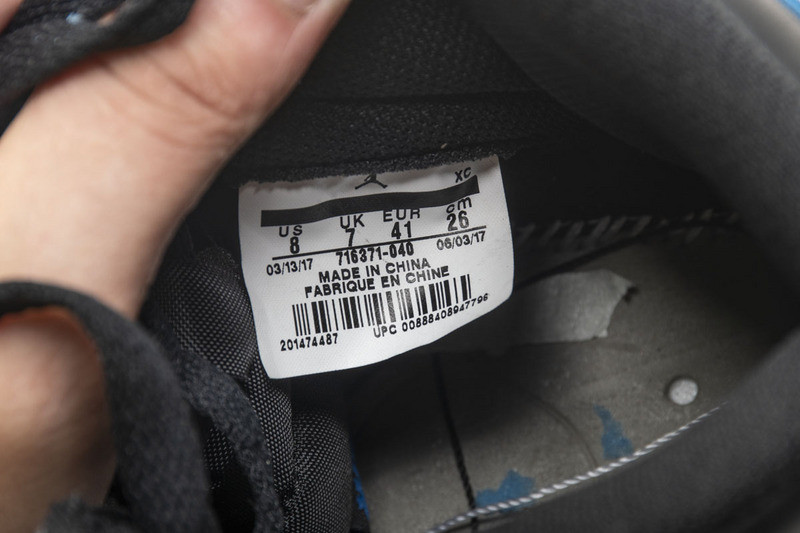 XC
US UK EUR cm
8 7 41 26
03/13/17 716371-040 06/03/17
MADE IN CHINA
FABRIQUE EN CHINE
201474487 UPC 00888408947796